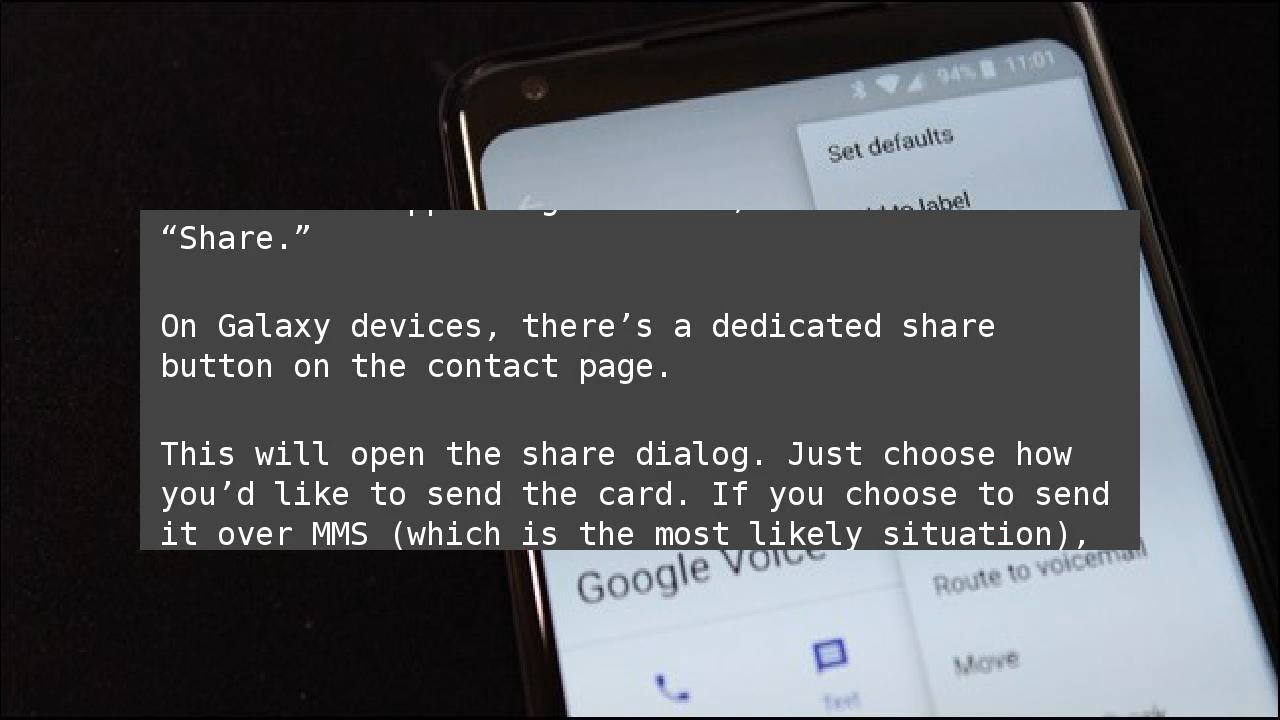 94% 11:01
Set defaults
to label
“Share.”
On Galaxy devices, there’s a dedicated share
button on the contact page.
This will open the share dialog. Just choose how
you’d like to send the card. If you choose to send
it over MMS (which is the most likely situation),
Google Voice
Route to voicemail
Move